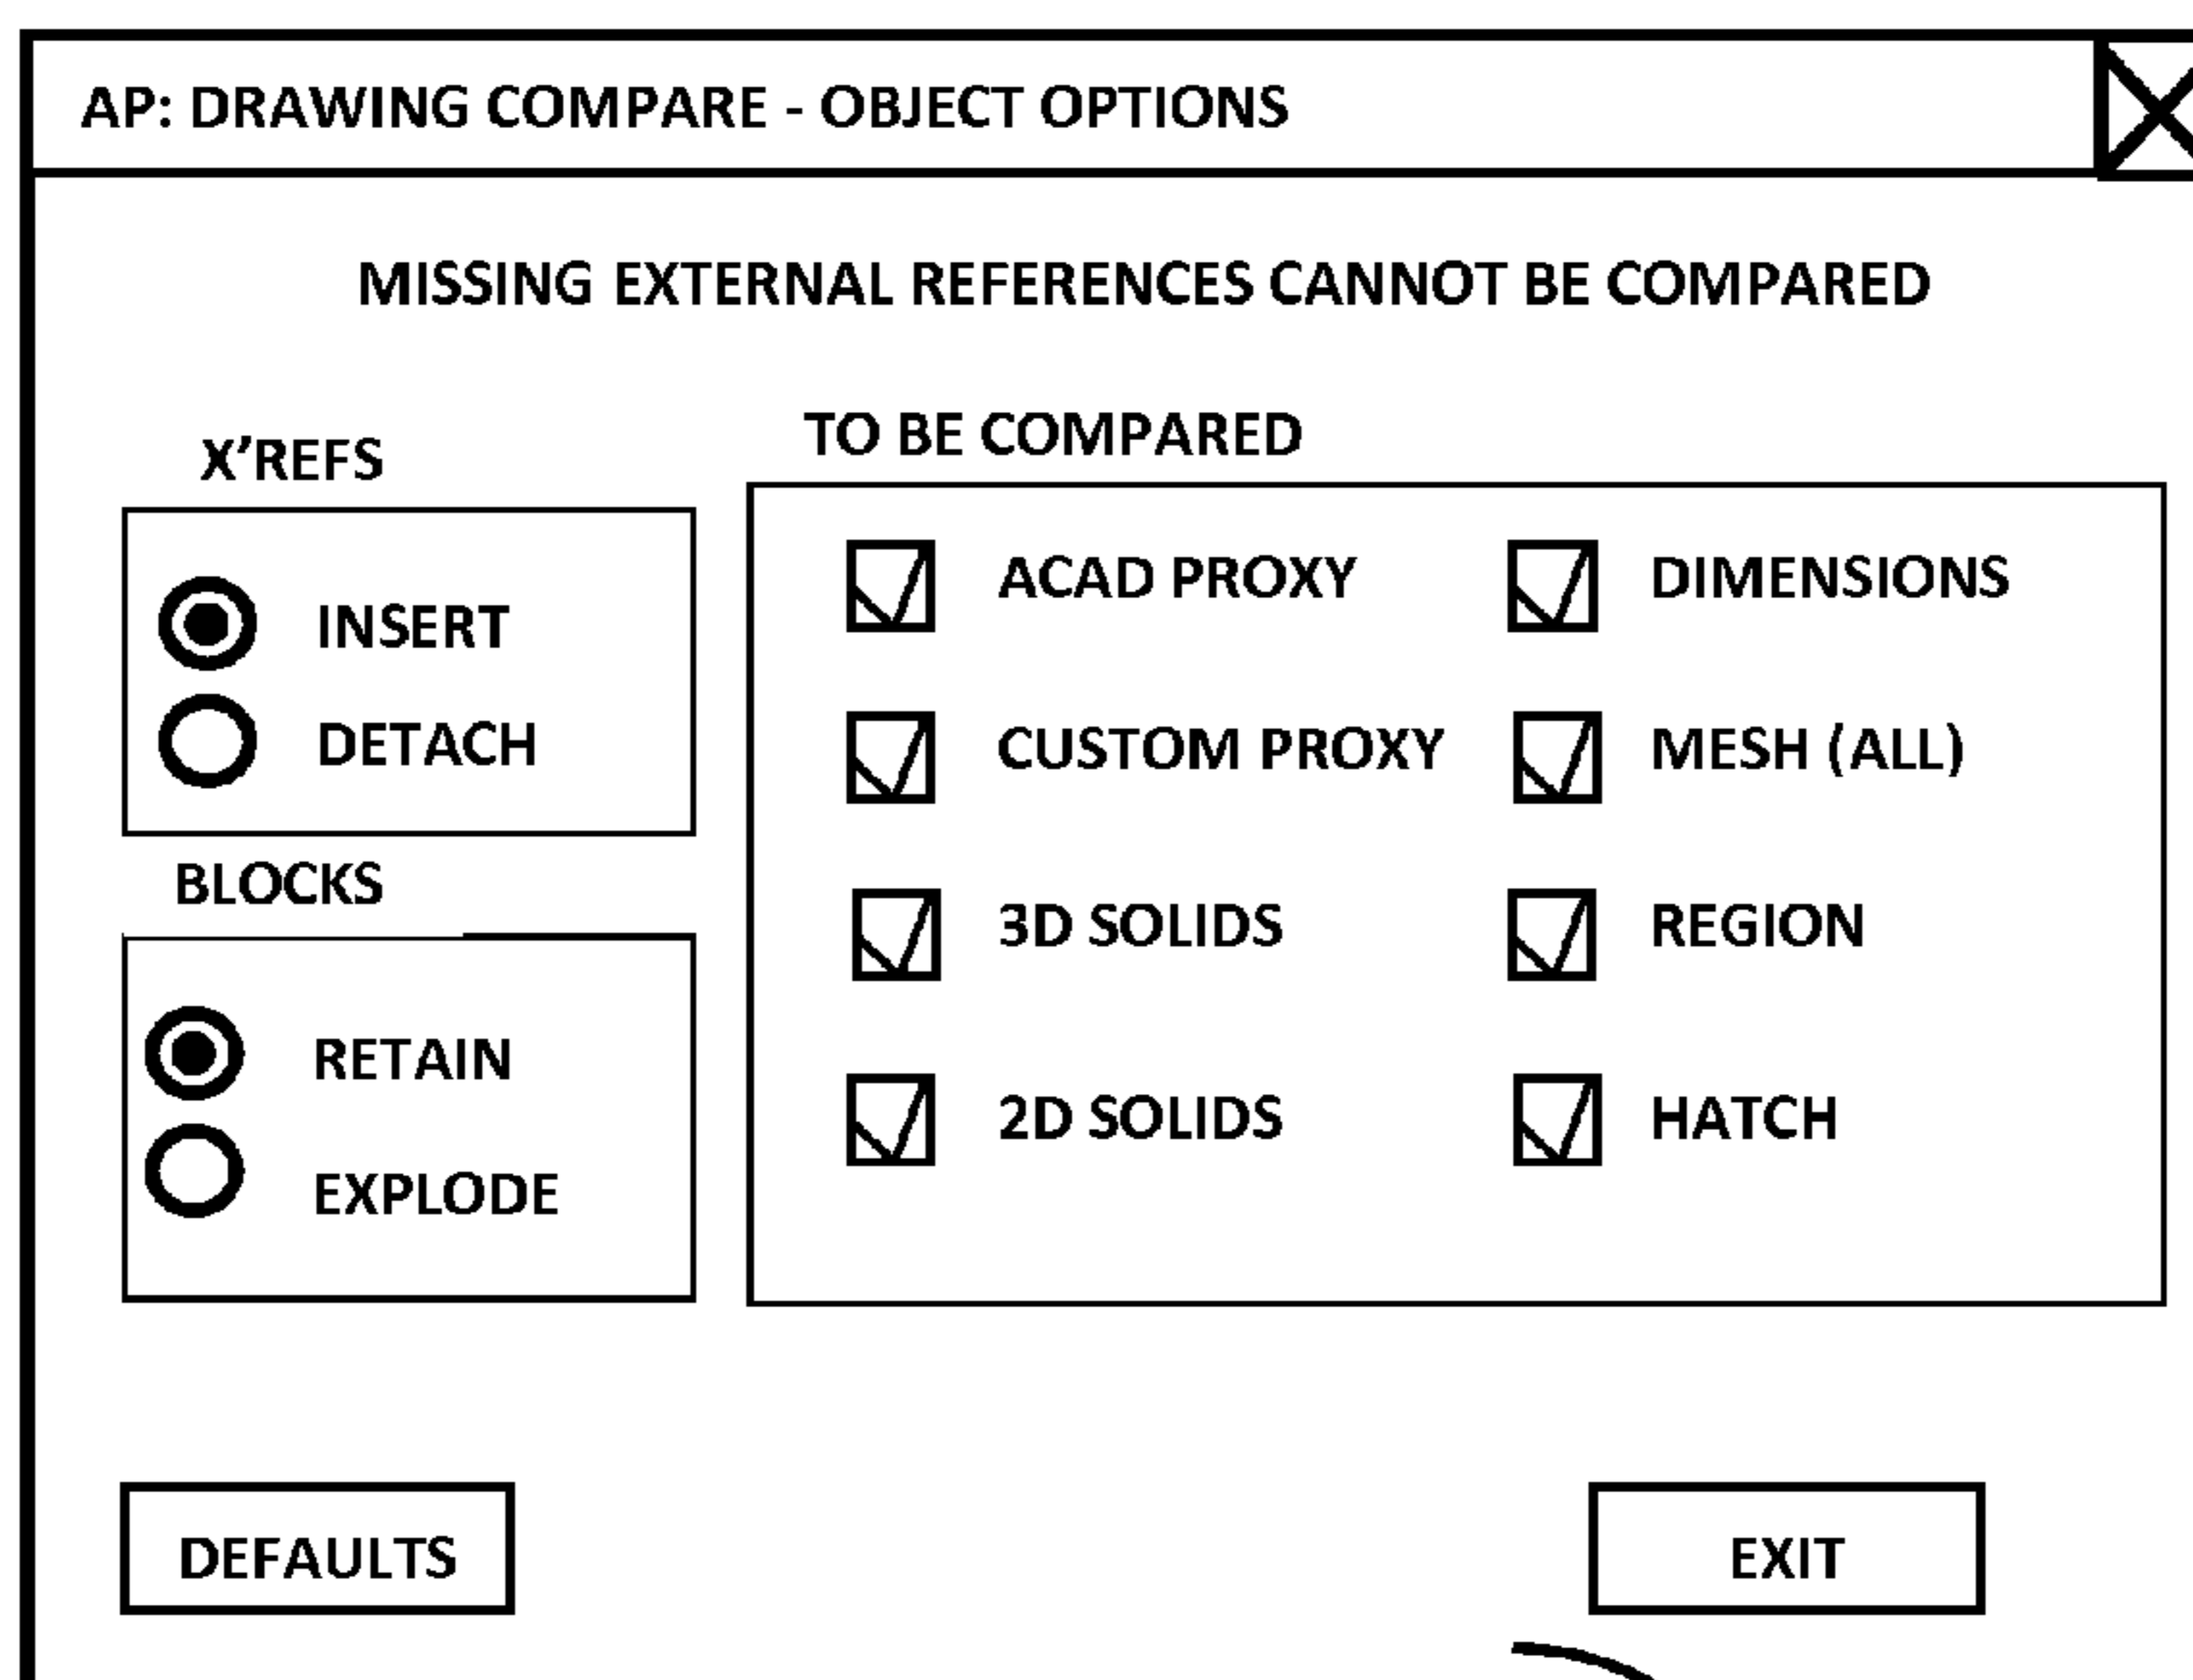 AP: DRAWING COMPARE - OBJECT OPTIONS
MISSING EXTERNAL REFERENCES CANNOT BE COMPARED
X'REFS
INSERT
DETACH
BLOCKS
RETAIN
EXPLODE
TO BE COMPARED
ACAD PROXY
DIMENSIONS
CUSTOM PROXY
MESH (ALL)
3D SOLIDS
REGION
2D SOLIDS
HATCH
DEFAULTS
EXIT